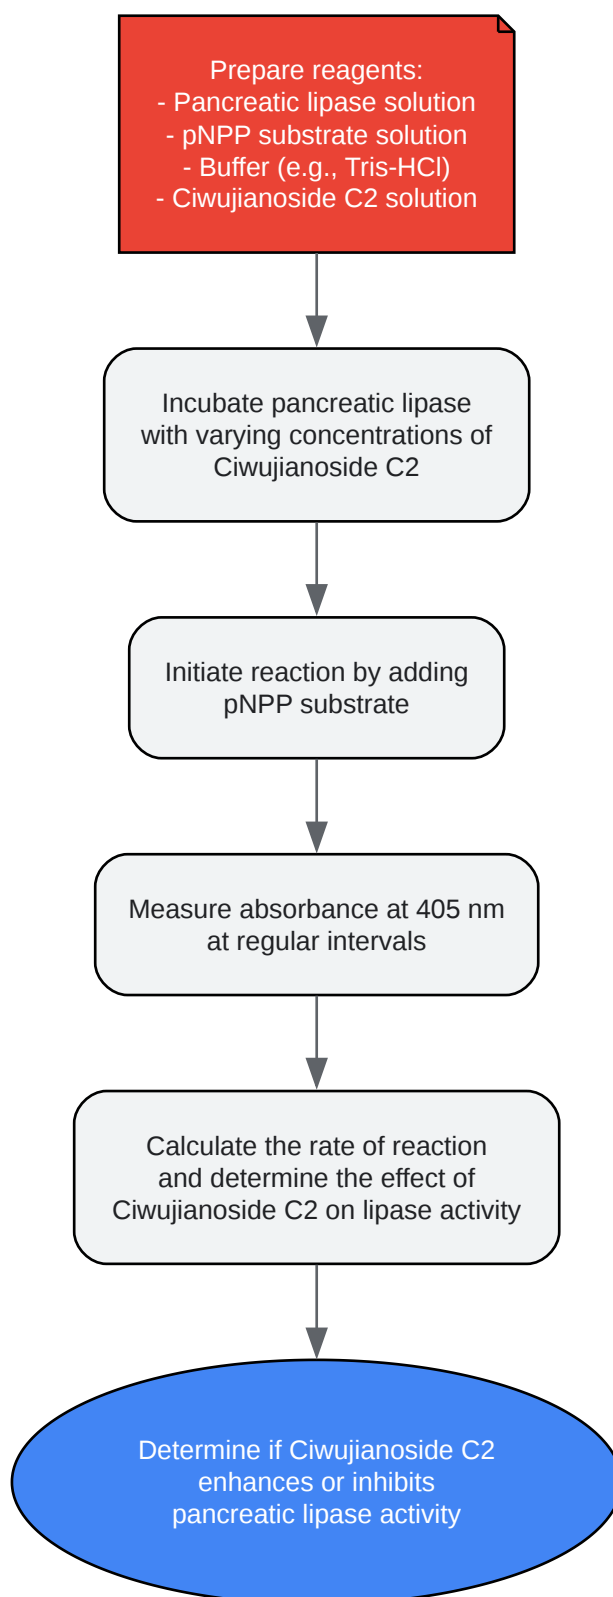 Prepare reagents:
- Pancreatic lipase solution
- pNPP substrate solution
- Buffer (e.g., Tris-HCl)
- Ciwujianoside C2 solution
Incubate pancreatic lipase
with varying concentrations of
Ciwujianoside C2
Initiate reaction by adding
pNPP substrate
Measure absorbance at 405 nm
at regular intervals
Calculate the rate of reaction
and determine the effect of
Ciwujianoside C2 on lipase activity
Determine if Ciwujianoside C2
enhances or inhibits
pancreatic lipase activity